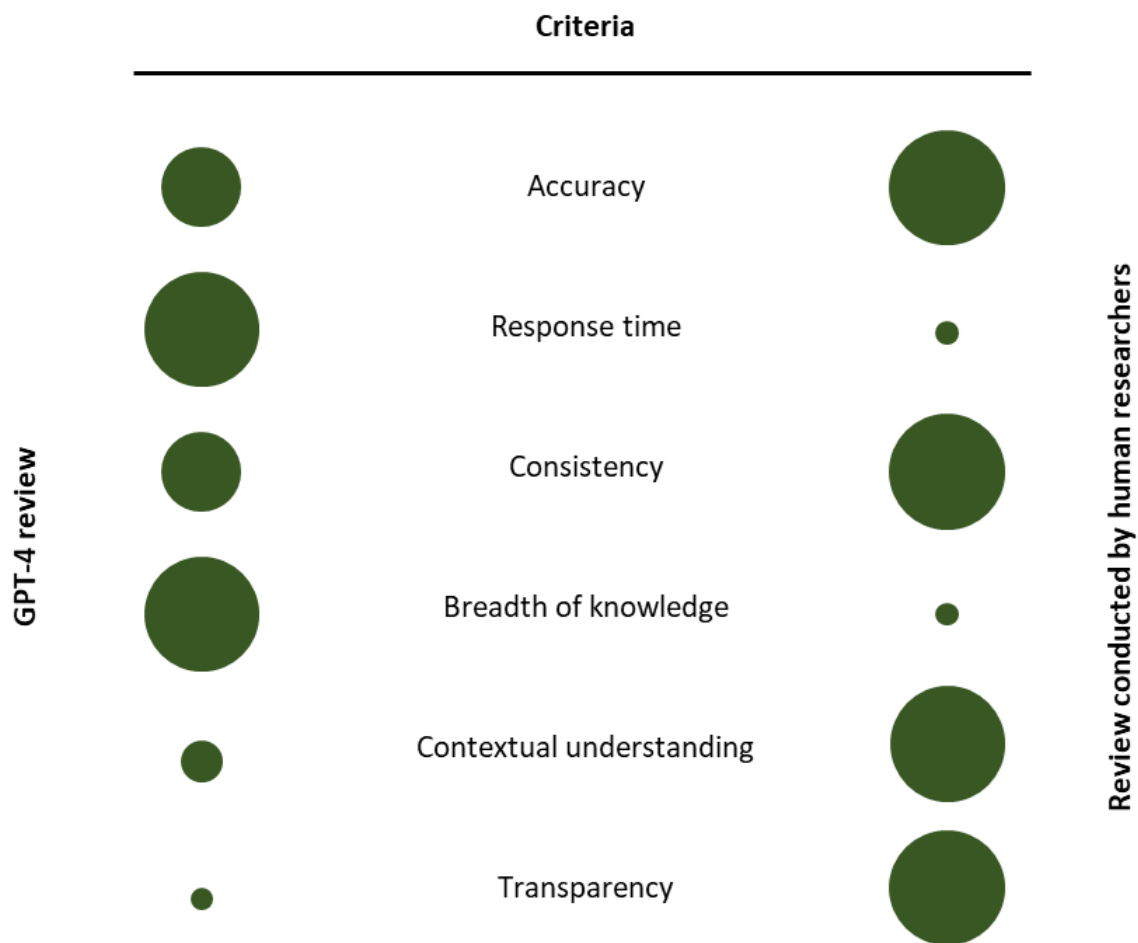 Criteria
Accuracy
Response time
Consistency
Breadth of knowledge
Contextual understanding
Transparency
GPT-4 review
Review conducted by human researchers